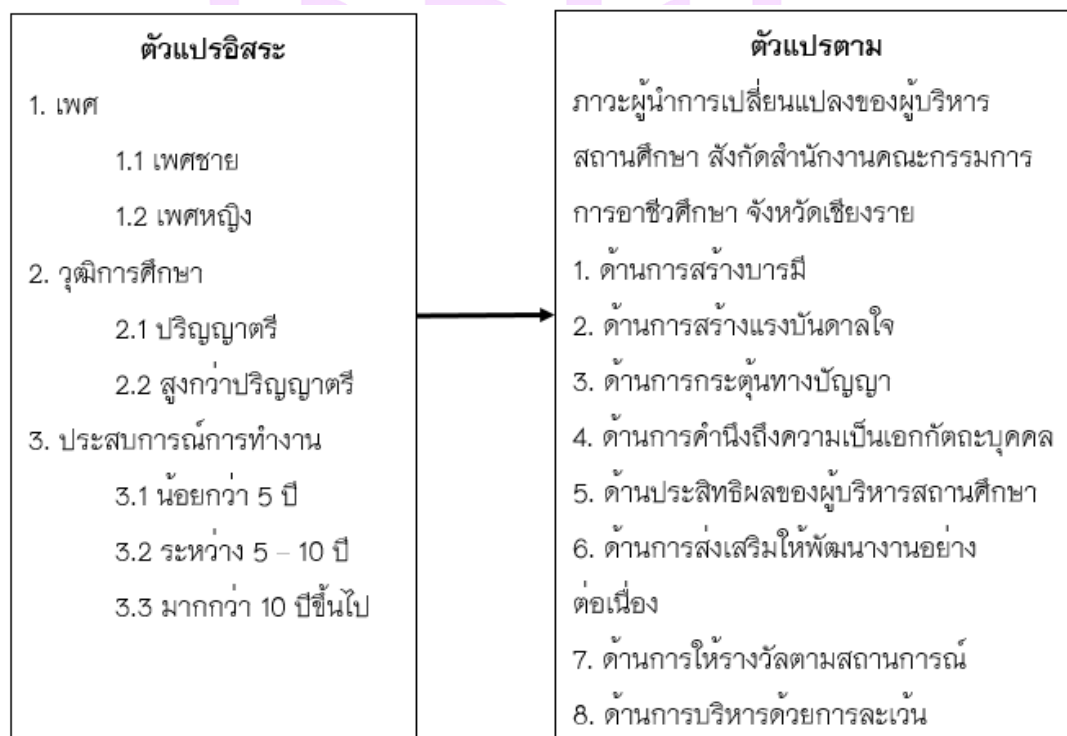 ตัวแปรอิสระ
1. เพศ
1.1 เพศชาย
1.2 เพศหญิง
2. วุฒิการศึกษา
2.1 ปริญญาตรี
2.2 สูงกว่าปริญญาตรี
3. ประสบการณ์การทำงาน
3.1 น้อยกว่า 5 ปี
3.2 ระหว่าง 5 – 10 ปี
3.3 มากกว่า 10 ปีขึ้นไป
ตัวแปรตาม
ภาวะผู้นำการเปลี่ยนแปลงของผู้บริหาร
สถานศึกษา สังกัดสำนักงานคณะกรรมการ
การอาชีวศึกษา จังหวัดเชียงราย
1. ด้านการสร้างบารมี
2. ด้านการสร้างแรงบันดาลใจ
3. ด้านการกระตุ้นทางปัญญา
4. ด้านการคำนึงถึงความเป็นเอกกัตถะบุคคล
5. ด้านประสิทธิผลของผู้บริหารสถานศึกษา
6. ด้านการส่งเสริมให้พัฒนางานอย่าง
ต่อเนื่อง
7. ด้านการให้รางวัลตามสถานการณ์
8. ด้านการบริหารด้วยการละเว้น